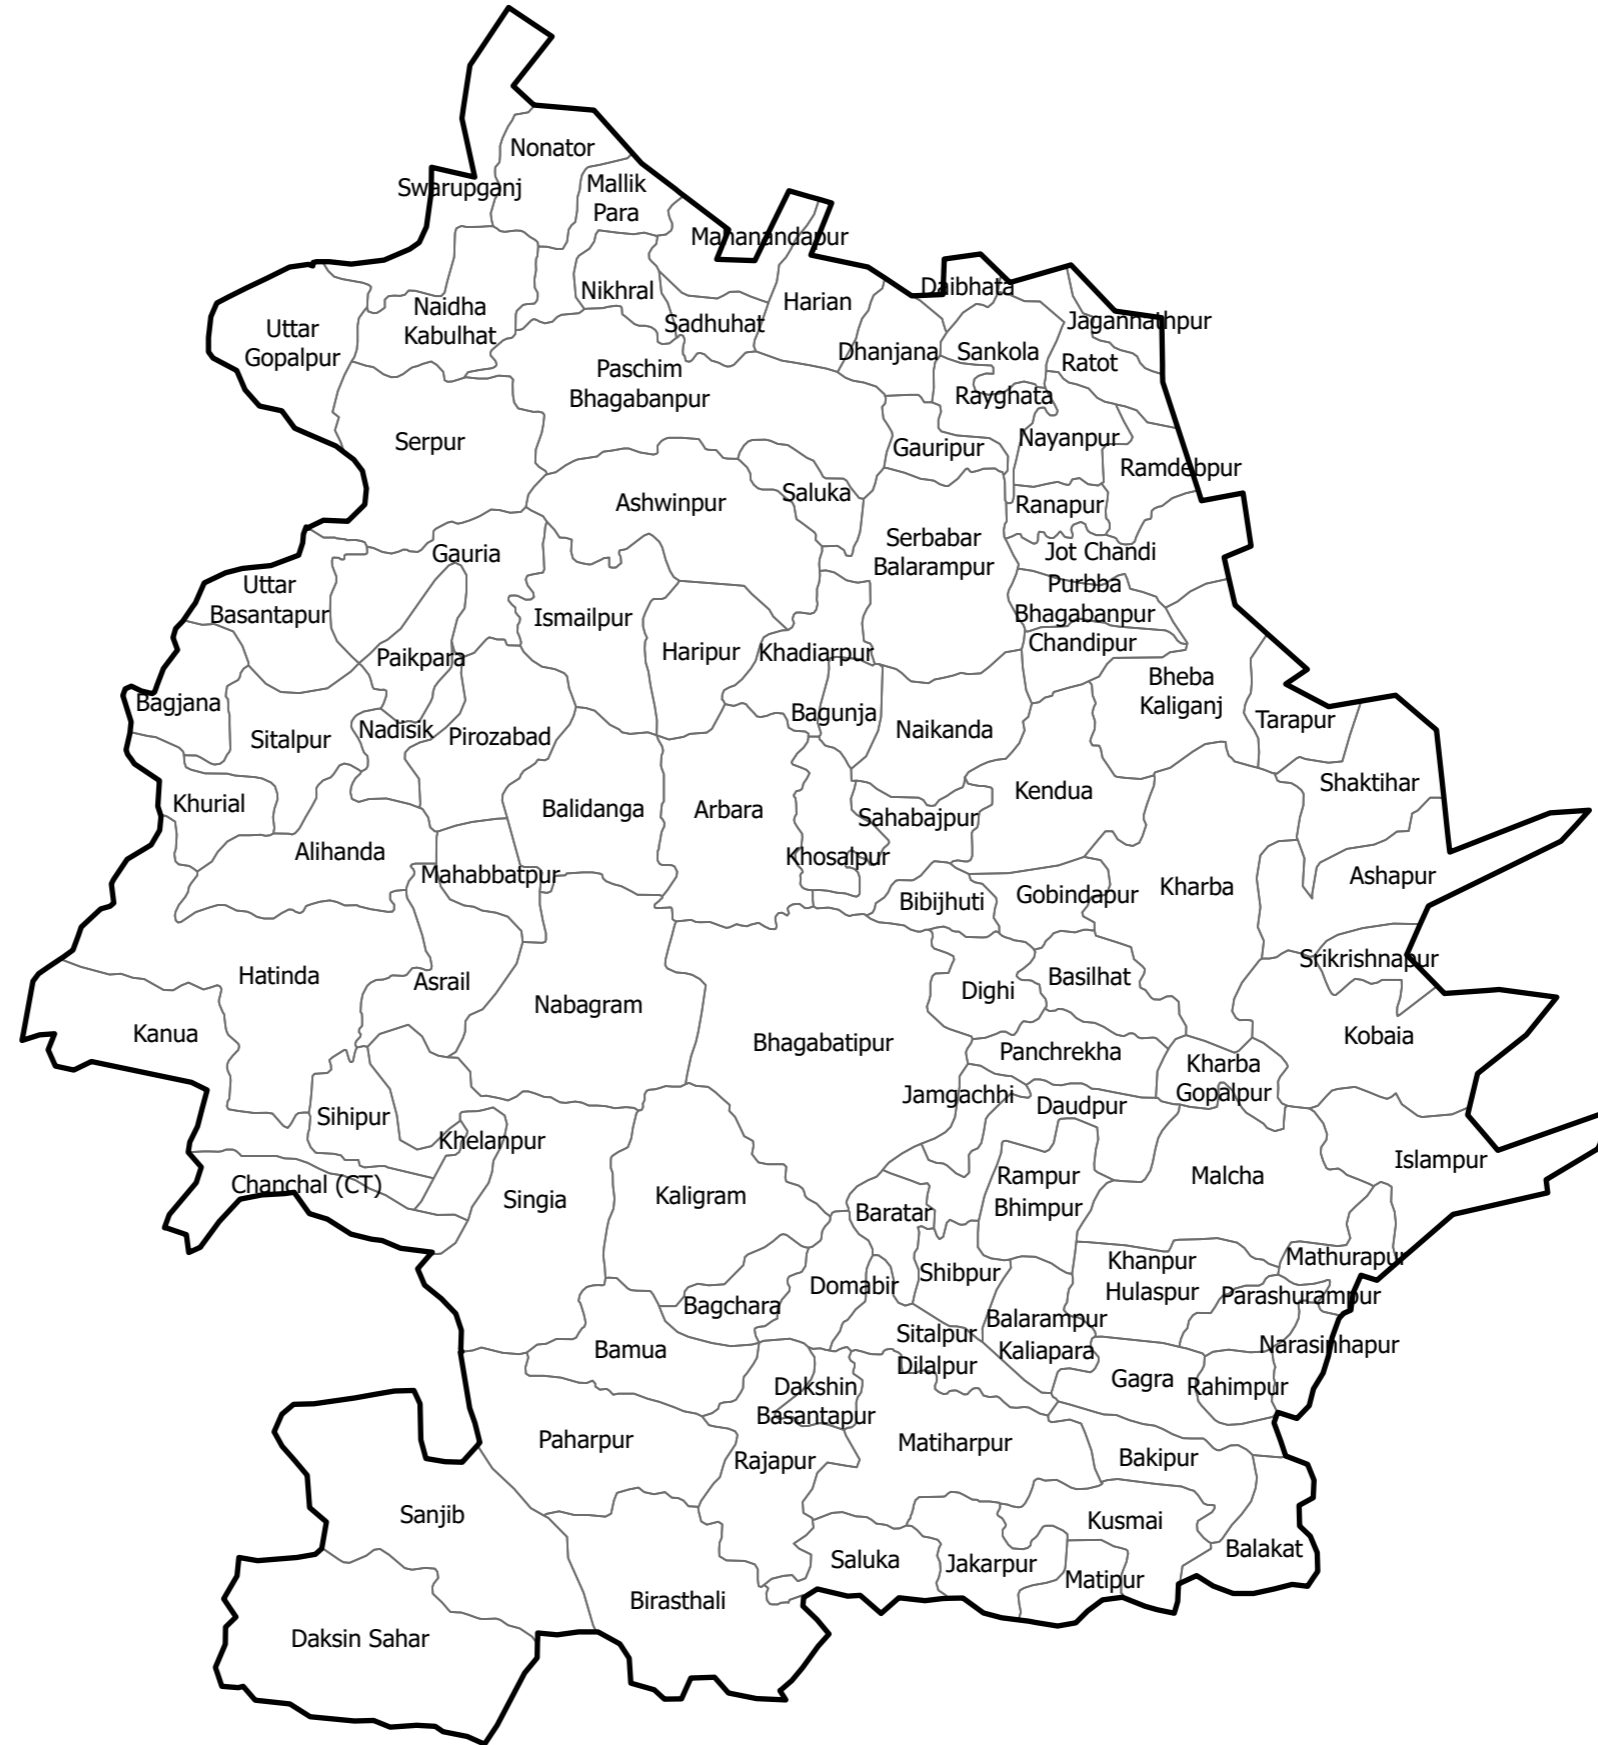 Nonator
Swarupganj
Mallik
Para
Mahanandapur
Naidha
Kabulhat
Nikhral
Sadhuhat
Harian
Daibhata
Uttar
Gopalpur
Dhanjana
Sankola
Jagannathpur
Ratot
Paschim
Bhagabanpur
Rayghata
Serpur
Gauripur
Nayanpur
Ramdebpur
Ashwinpur
Saluka
Ranapur
Gauria
Serbabar
Balarampur
Jot Chandi
Uttar
Basantapur
Purbba
Bhagabanpur
Ismailpur
Haripur
Khadiarpur
Chandipur
Paikpara
Bheba
Kaliganj
Bagjana
Sitalpur
Nadisik
Pirozabad
Bagunja
Naikanda
Tarapur
Khurial
Balidanga
Arbara
Sahabajpur
Kendua
Shaktihar
Alihanda
Mahabbatpur
Khosalpur
Bibijhuti
Gobindapur
Kharba
Ashapur
Hatinda
Asrail
Nabagram
Dighi
Basilhat
Srikrishnapur
Kanua
Bhagabatipur
Panchrekha
Kharba
Gopalpur
Kobaia
Sihipur
Khelanpur
Jamgachhi
Daudpur
Chanchal (CT)
Singia
Kaligram
Baratar
Rampur
Bhimpur
Malcha
Islampur
Bagchara
Domabir
Shibpur
Khanpur
Hulaspur
Mathurapur
Parashurampur
Bamua
Sitalpur
Dilalpur
Balarampur
Kaliapara
Narasinhapur
Dakshin
Basantapur
Gagra
Rahimpur
Paharpur
Rajapur
Matiharpur
Bakipur
Sanjib
Kusmai
Saluka
Jakarpur
Matipur
Balakat
Birasthali
Daksin Sahar